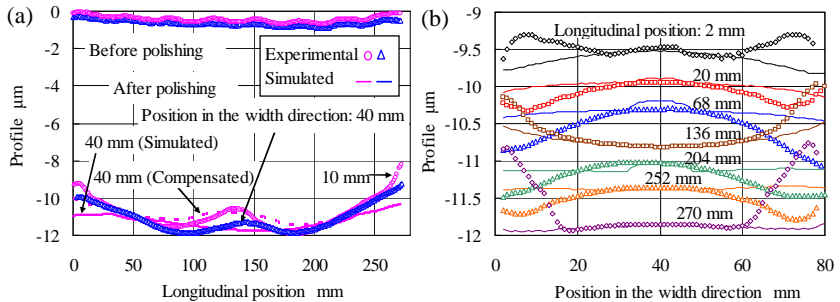 (a)
Profile μm
0
-2
-4
-6
-8
-10
-12
Before polishing
After polishing
Experimental
Simulated
Position in the width direction: 40 mm
40 mm (Simulated)
40 mm (Compensated)
10 mm
0 50 100 150 200 250
Longitudinal position mm
(b)
Profile μm
-9
-9.5
-10
-10.5
-11
-11.5
-12
Longitudinal position: 2 mm
20 mm
68 mm
136 mm
204 mm
252 mm
270 mm
0 20 40 60 80
Position in the width direction mm